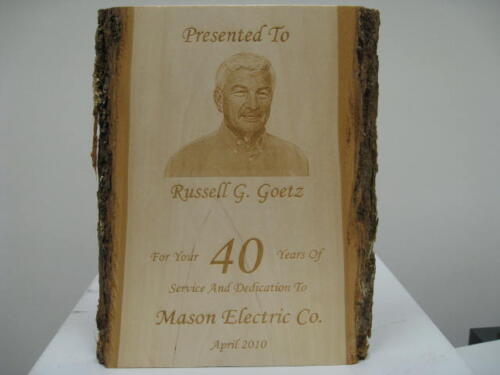 Presented To
Russell G. Goetz
For Your 40 Years Of
Service And Dedication To
Mason Electric Co.
April 2010